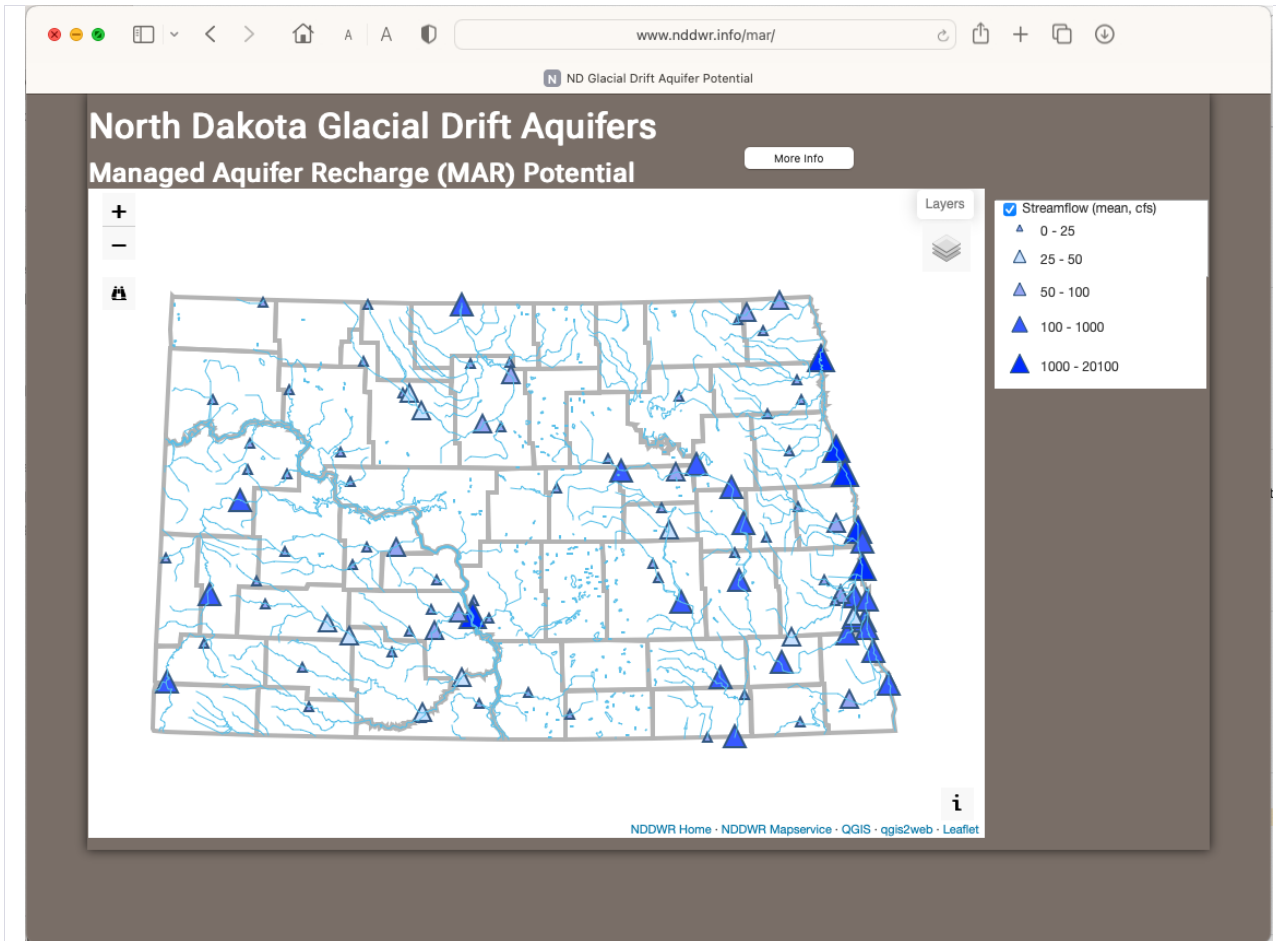 A A www.nddwr.info/mar/
N ND Glacial Drift Aquifer Potential
North Dakota Glacial Drift Aquifers
Managed Aquifer Recharge (MAR) Potential
More Info
+
−
Layers
Streamflow (mean, cfs)
0 - 25
25 - 50
50 - 100
100 - 1000
1000 - 20100
i
NDDWR Home · NDDWR Mapservice · QGIS · qgis2web · Leaflet